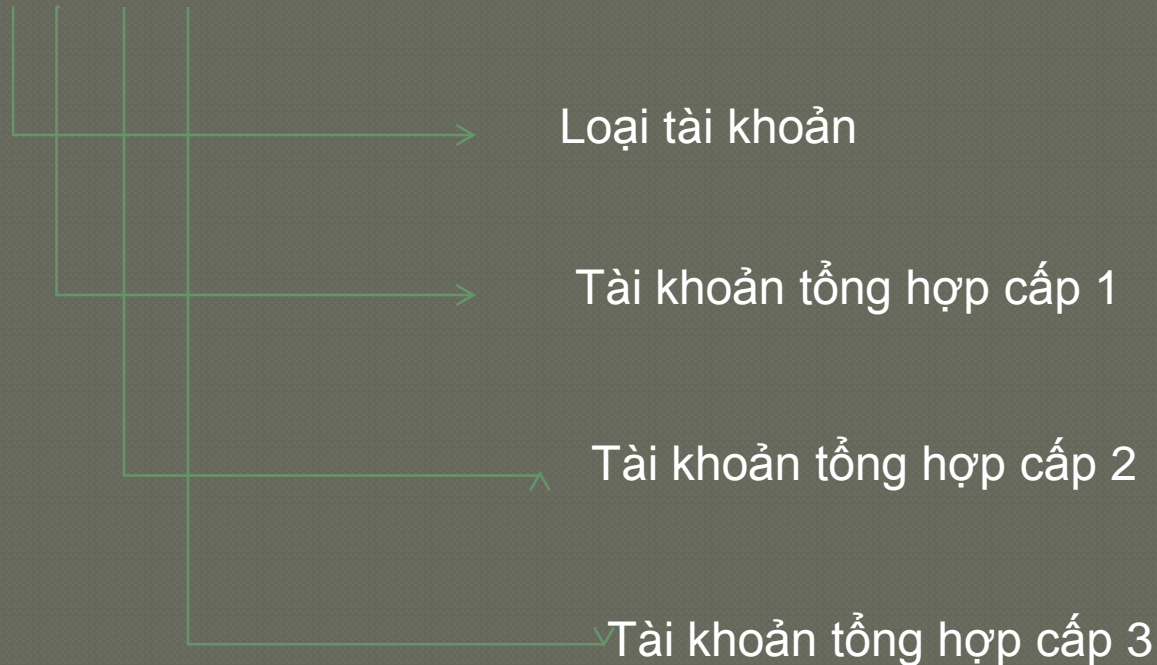 Loại tài khoản
Tài khoản tổng hợp cấp 1
Tài khoản tổng hợp cấp 2
Tài khoản tổng hợp cấp 3